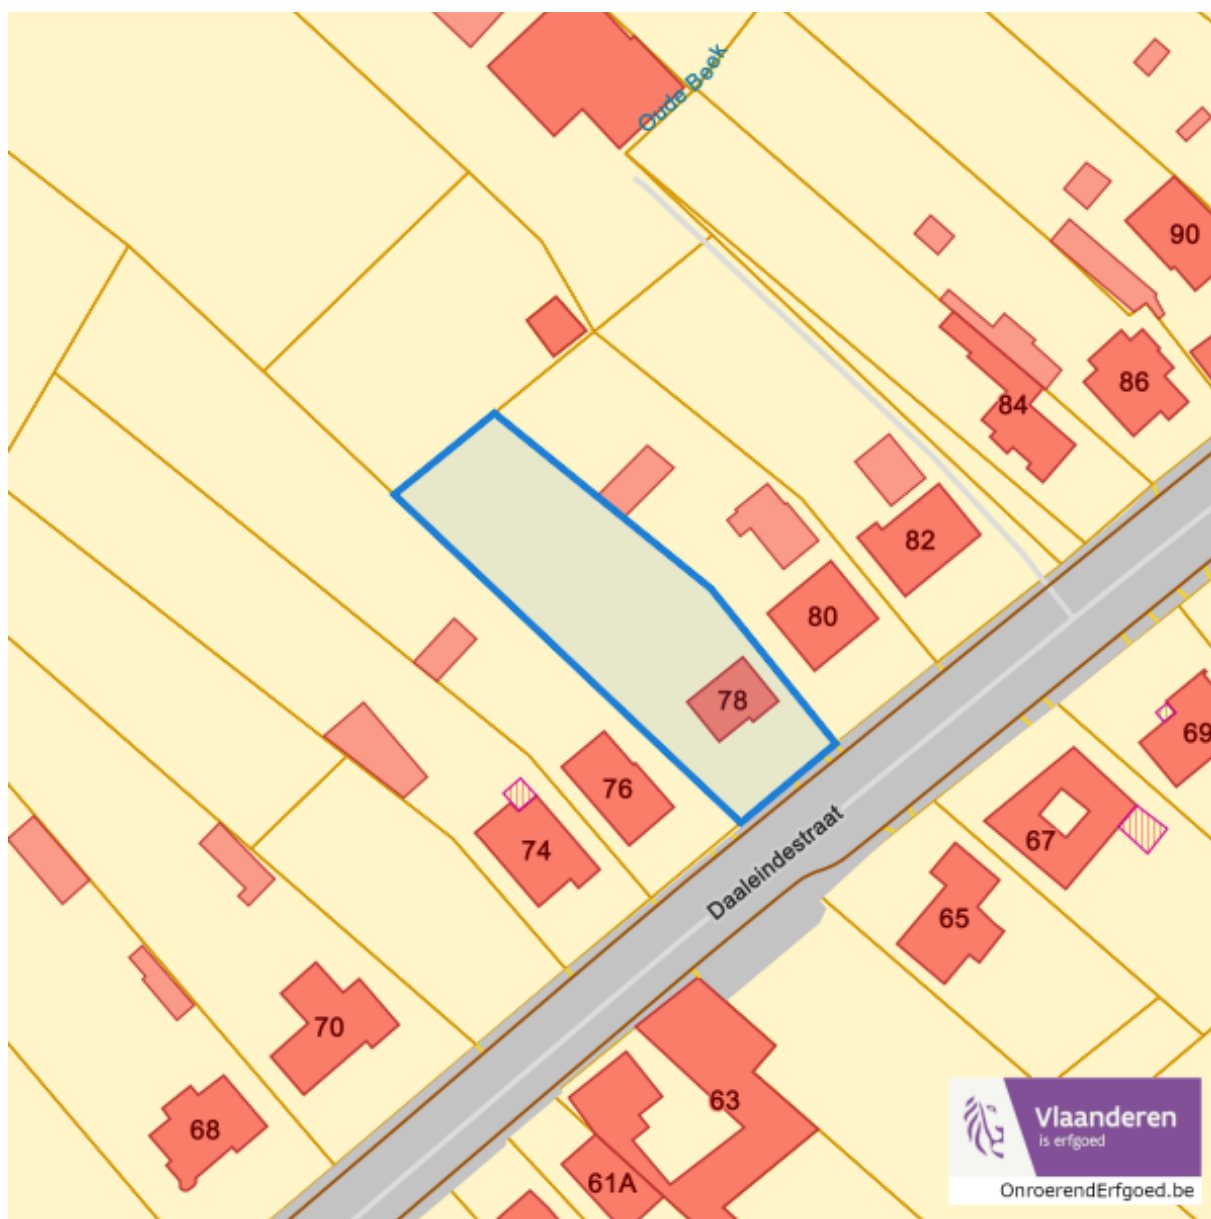 Oude Beek
90
86
84
82
80
78
76
74
69
67
65
Daaleindestraat
70
68
63
61A
Vlaanderen
is erfgoed
OnroerendErfgoed.be